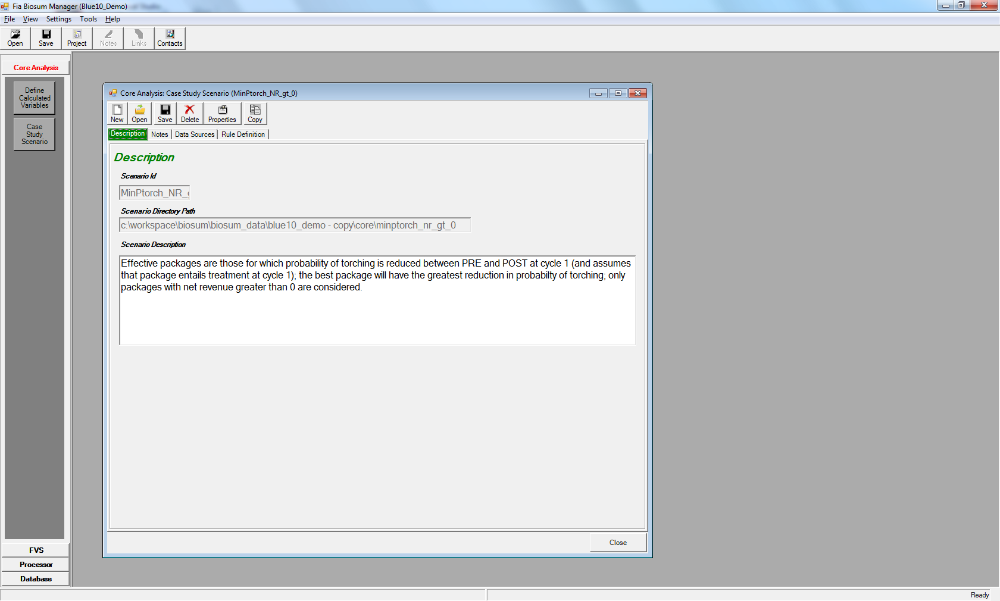 Fia Biosum Manager (Blue10_Demo)
File View Settings Tools Help
Open Save Project Notes Links Contacts
Core Analysis
Define
Calculated
Variables
Case
Study
Scenario
Core Analysis: Case Study Scenario (MinPtorch_NR_gt_0)
New Open Save Delete Properties Copy
Description Notes Data Sources Rule Definition
Description
Scenario Id
MinPtorch_NR_
Scenario Directory Path
c:\workspace\biosum\biosum_data\blue10_demo - copy\core\minptorch_nr_gt_0
Scenario Description
Effective packages are those for which probability of torching is reduced between PRE and POST at cycle 1 (and assumes
that package entails treatment at cycle 1); the best package will have the greatest reduction in probabilty of torching; only
packages with net revenue greater than 0 are considered.
Close
FVS
Processor
Database
Ready